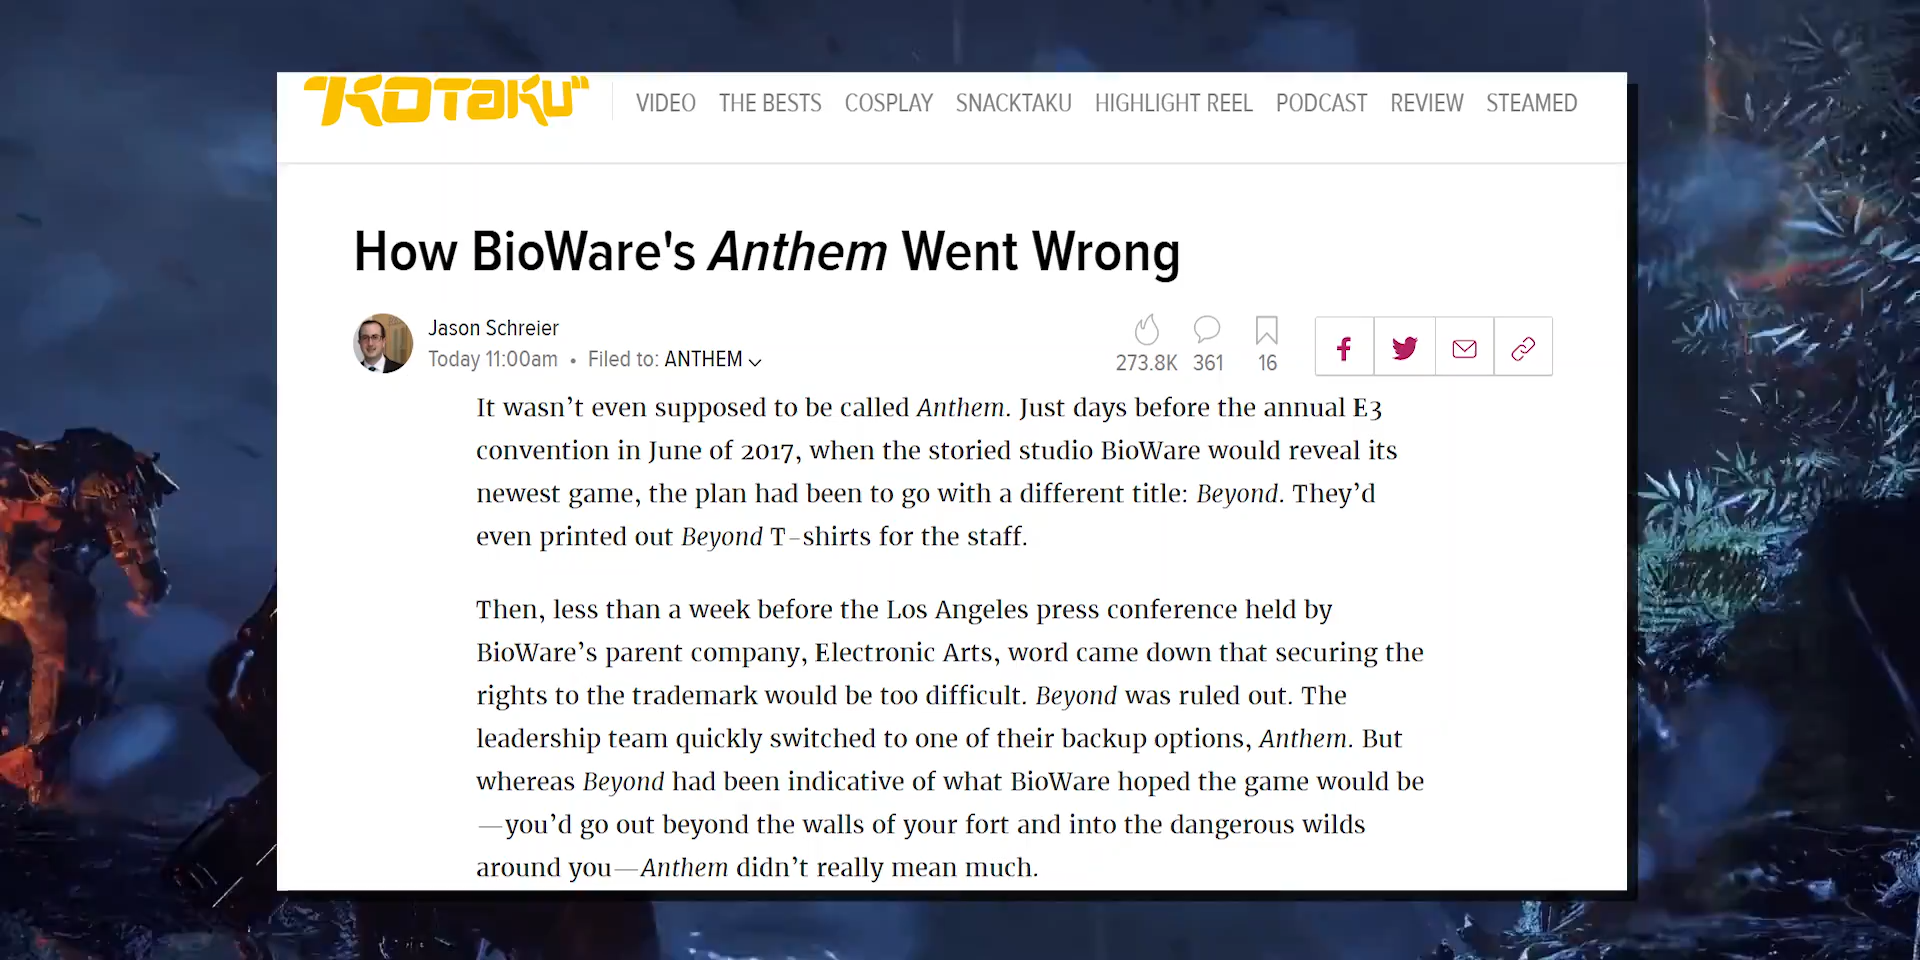 KOTAKU
VIDEO THE BESTS COSPLAY SNACKTAKU HIGHLIGHT REEL PODCAST REVIEW STEAMED
How BioWare's Anthem Went Wrong
Jason Schreier
Today 11:00am • Filed to: ANTHEM
273.8K 361 16
It wasn’t even supposed to be called Anthem. Just days before the annual E3
convention in June of 2017, when the storied studio BioWare would reveal its
newest game, the plan had been to go with a different title: Beyond. They’d
even printed out Beyond T-shirts for the staff.
Then, less than a week before the Los Angeles press conference held by
BioWare’s parent company, Electronic Arts, word came down that securing the
rights to the trademark would be too difficult. Beyond was ruled out. The
leadership team quickly switched to one of their backup options, Anthem. But
whereas Beyond had been indicative of what BioWare hoped the game would be
—you’d go out beyond the walls of your fort and into the dangerous wilds
around you—Anthem didn’t really mean much.